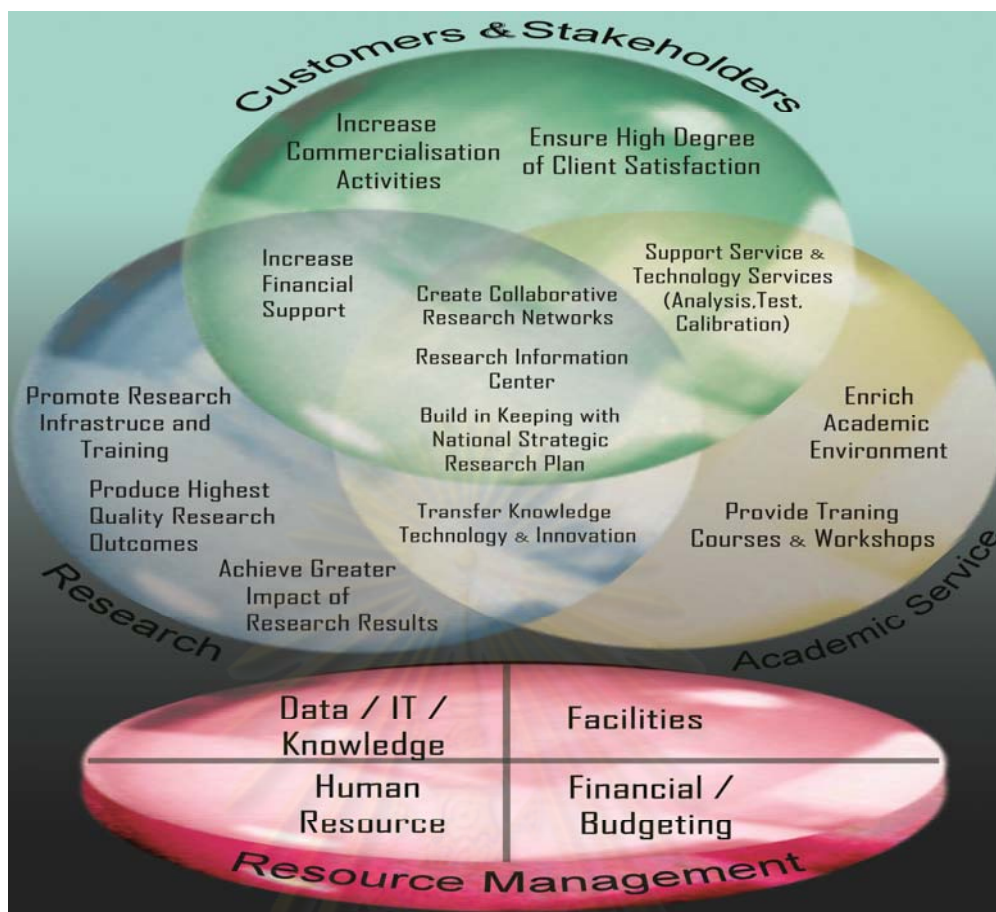 Customers & Stakeholders
Increase
Commercialisation
Activities
Ensure High Degree
of Client Satisfaction
Increase
Financial
Support
Create Collaborative
Research Networks
Research Information
Center
Build in Keeping with
National Strategic
Research Plan
Support Service &
Technology Services
(Analysis,Test,
Calibration)
Promote Research
Infrastruce and
Training
Produce Highest
Quality Research
Outcomes
Achieve Greater
Impact of
Research Results
Research
Transfer Knowledge
Technology & Innovation
Enrich
Academic
Environment
Provide Traning
Courses & Workshops
Academic Service
Data / IT /
Knowledge
Facilities
Human
Resource
Financial /
Budgeting
Resource Management